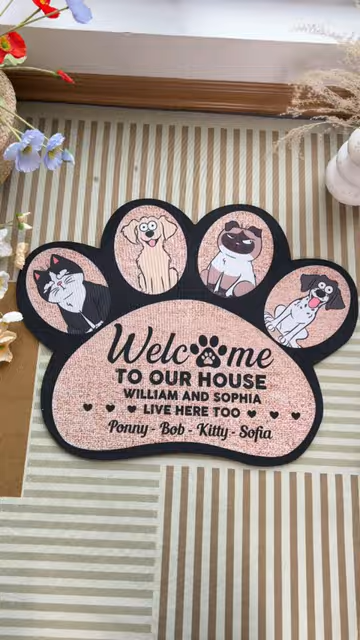 Welcome
TO OUR HOUSE
WILLIAM AND SOPHIA
LIVE HERE TOO
Ponny - Bob - Kitty - Sofia